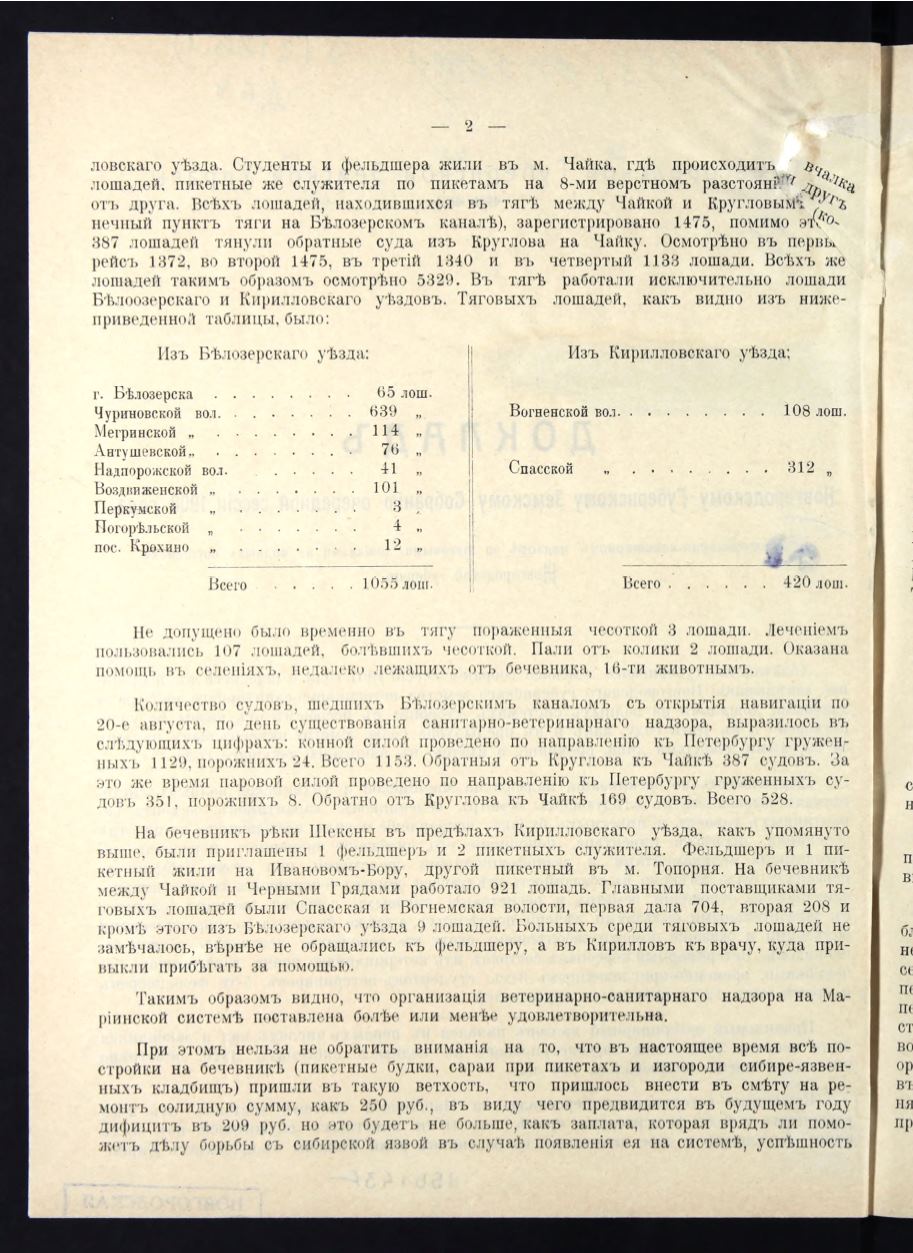 — 2 —
ловскаго уѣзда. Студенты и фельдшера жили въ м. Чайка, гдѣ происходитъ вчалка
лошадей, пикетные же служителя по пикетамъ на 8-ми верстномъ разстояніи другъ
отъ друга. Всѣхъ лошадей, находившихся въ тягѣ между Чайкой и Кругловымъ (ко-
нечный пунктъ тяги на Бѣлозерскомъ каналѣ), зарегистрировано 1475, помимо
387 лошадей тянули обратные суда изъ Круглова на Чайку. Осмотрѣно въ первы
рейсъ 1372, во второй 1475, въ третій 1340 и въ четвертый 1133 лошади. Всѣхъ же
лошадей такимъ образомъ осмотрѣно 5329. Въ тягѣ работали исключительно лошади
Бѣлоозерскаго и Кирилловскаго уѣздовъ. Тяговыхъ лошадей, какъ видно изъ ниже-
приведенной таблицы, было:
Изъ Бѣлозерскаго уѣзда:
г. Бѣлозерска . . . . . . . . 65 лош.
Чуриновской вол. . . . . . . . 639 „
Мегринской „ . . . . . . . . 114 „
Антушевской „ . . . . . . . . 76 „
Надпорожской вол. . . . . . . 41 „
Воздвиженской „ . . . . . . . 101 „
Перкумской „ . . . . . . . 3 „
Погорѣльской „ . . . . . . . 4 „
пос. Крохино „ . . . . . . . 12 „
Всего . . . . . 1055 лош.
Изъ Кирилловскаго уѣзда:
Вогненской вол. . . . . . . . . 108 лош.
Спасской „ . . . . . . . . 312 „
Всего . . . . . . 420 лош.
Не допущено было временно въ тягу пораженныя чесоткой 3 лошади. Леченіемъ
пользовались 107 лошадей, болѣвшихъ чесоткой. Пали отъ колики 2 лошади. Оказана
помощь въ селеніяхъ, недалеко лежащихъ отъ бечевника, 16-ти животнымъ.
Количество судовъ, шедшихъ Бѣлозерскимъ каналомъ съ открытія навигаціи по
20-е августа, по день существованія санитарно-ветеринарнаго надзора, выразилось въ
слѣдующихъ цифрахъ: конной силой проведено по направленію къ Петербургу гружен-
ныхъ 1129, порожнихъ 24. Всего 1153. Обратныя отъ Круглова къ Чайкѣ 387 судовъ. За
это же время паровой силой проведено по направленію къ Петербургу груженныхъ су-
довъ 351, порожнихъ 8. Обратно отъ Круглова къ Чайкѣ 169 судовъ. Всего 528.
На бечевникъ рѣки Шексны въ предѣлахъ Кирилловскаго уѣзда, какъ упомянуто
выше, были приглашены 1 фельдшеръ и 2 пикетныхъ служителя. Фельдшеръ и 1 пи-
кетный жили на Ивановомъ-Бору, другой пикетный въ м. Топорня. На бечевникѣ
между Чайкой и Черными Грядами работало 921 лошадь. Главными поставщиками тя-
говыхъ лошадей были Спасская и Вогнемская волости, первая дала 704, вторая 208 и
кромѣ этого изъ Бѣлозерскаго уѣзда 9 лошадей. Больныхъ среди тяговыхъ лошадей не
замѣчалось, вѣрнѣе не обращались къ фельдшеру, а въ Кирилловъ къ врачу, куда при-
выкли прибѣгать за помощью.
Такимъ образомъ видно, что организація ветеринарно-санитарнаго надзора на Ма-
ріинской системѣ поставлена болѣе или менѣе удовлетворительна.
При этомъ нельзя не обратить вниманія на то, что въ настоящее время всѣ по-
стройки на бечевникѣ (пикетные будки, сараи при пикетахъ и изгороди сибире-язвен-
ныхъ кладбищъ) пришли въ такую ветхость, что пришлось внести въ смѣту на ре-
монтъ солидную сумму, какъ 250 руб., въ виду чего предвидится въ будущемъ году
дифицитъ въ 209 руб. но это будетъ не больше, какъ заплата, которая врядъ ли помо-
жетъ дѣлу борьбы съ сибирской язвой въ случаѣ появленія ея на системѣ, успѣшность